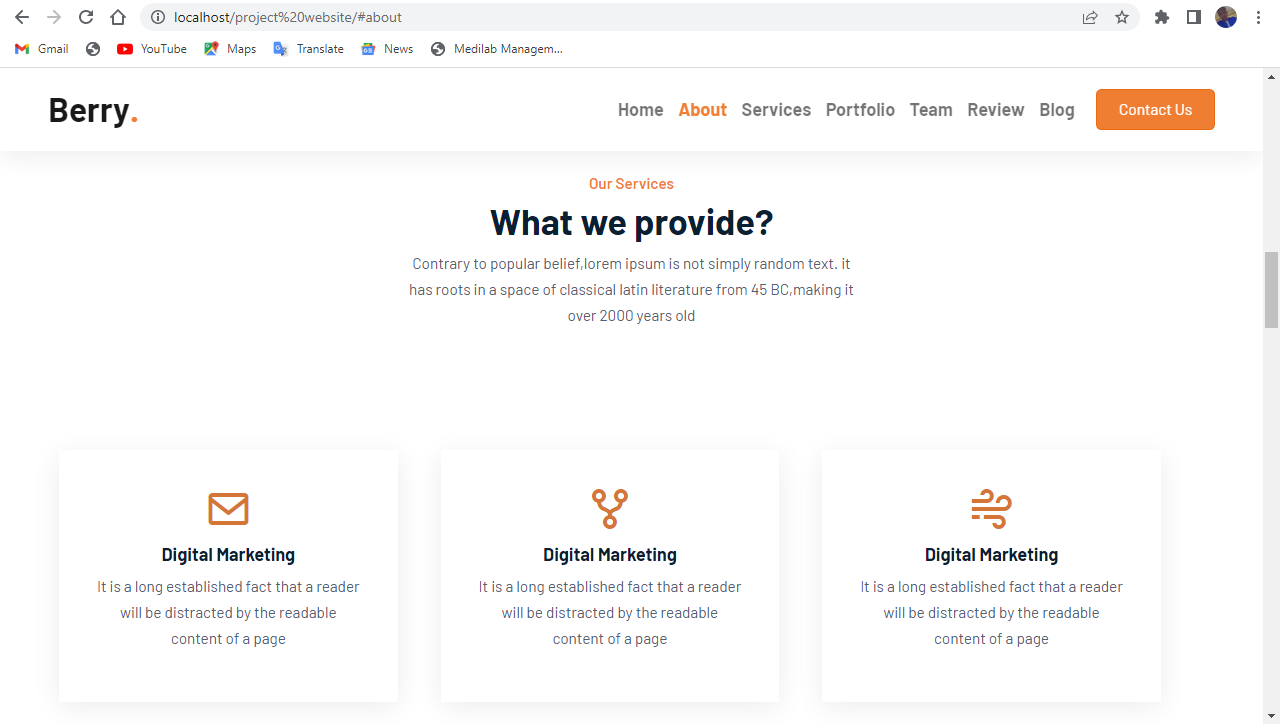 localhost/project%20website/#about
Gmail YouTube Maps Translate News Medilab Managem...
Berry. Home About Services Portfolio Team Review Blog Contact Us
Our Services
What we provide?
Contrary to popular belief,lorem ipsum is not simply random text. it
has roots in a space of classical latin literature from 45 BC,making it
over 2000 years old
Digital Marketing
It is a long established fact that a reader
will be distracted by the readable
content of a page
Digital Marketing
It is a long established fact that a reader
will be distracted by the readable
content of a page
Digital Marketing
It is a long established fact that a reader
will be distracted by the readable
content of a page